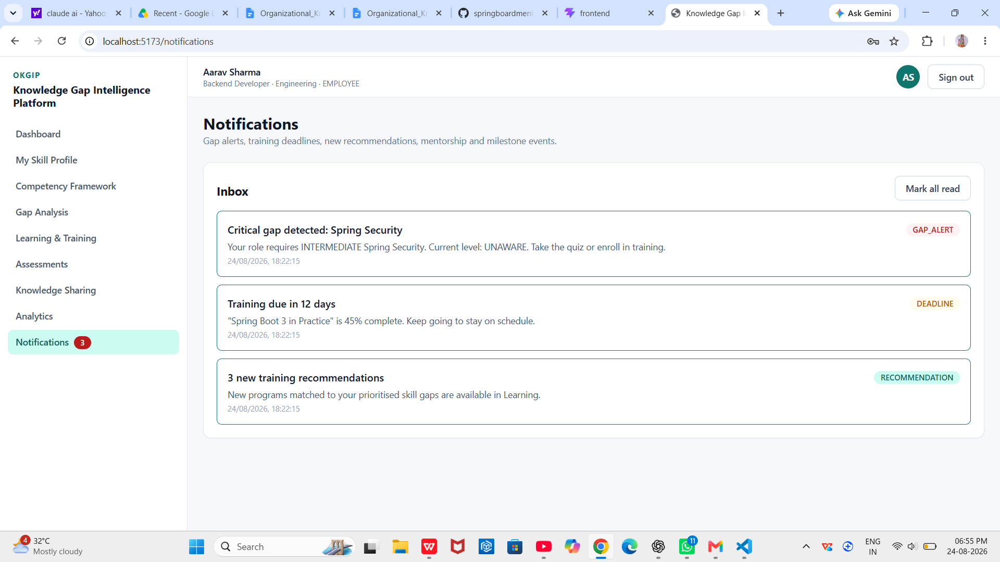 claude ai - Yahoo
Recent - Google
Organizational_Kn
Organizational_Kn
springboardment
frontend
Knowledge Gap
Ask Gemini
localhost:5173/notifications
OKGIP
Knowledge Gap Intelligence
Platform
Dashboard
My Skill Profile
Competency Framework
Gap Analysis
Learning & Training
Assessments
Knowledge Sharing
Analytics
Notifications 3
Aarav Sharma
Backend Developer · Engineering · EMPLOYEE
AS
Sign out
Notifications
Gap alerts, training deadlines, new recommendations, mentorship and milestone events.
Inbox
Mark all read
Critical gap detected: Spring Security
GAP_ALERT
Your role requires INTERMEDIATE Spring Security. Current level: UNAWARE. Take the quiz or enroll in training.
24/08/2026, 18:22:15
Training due in 12 days
DEADLINE
"Spring Boot 3 in Practice" is 45% complete. Keep going to stay on schedule.
24/08/2026, 18:22:15
3 new training recommendations
RECOMMENDATION
New programs matched to your prioritised skill gaps are available in Learning.
24/08/2026, 18:22:15
4
32°C
Mostly cloudy
Search
11
ENG
IN
06:55 PM
24-08-2026